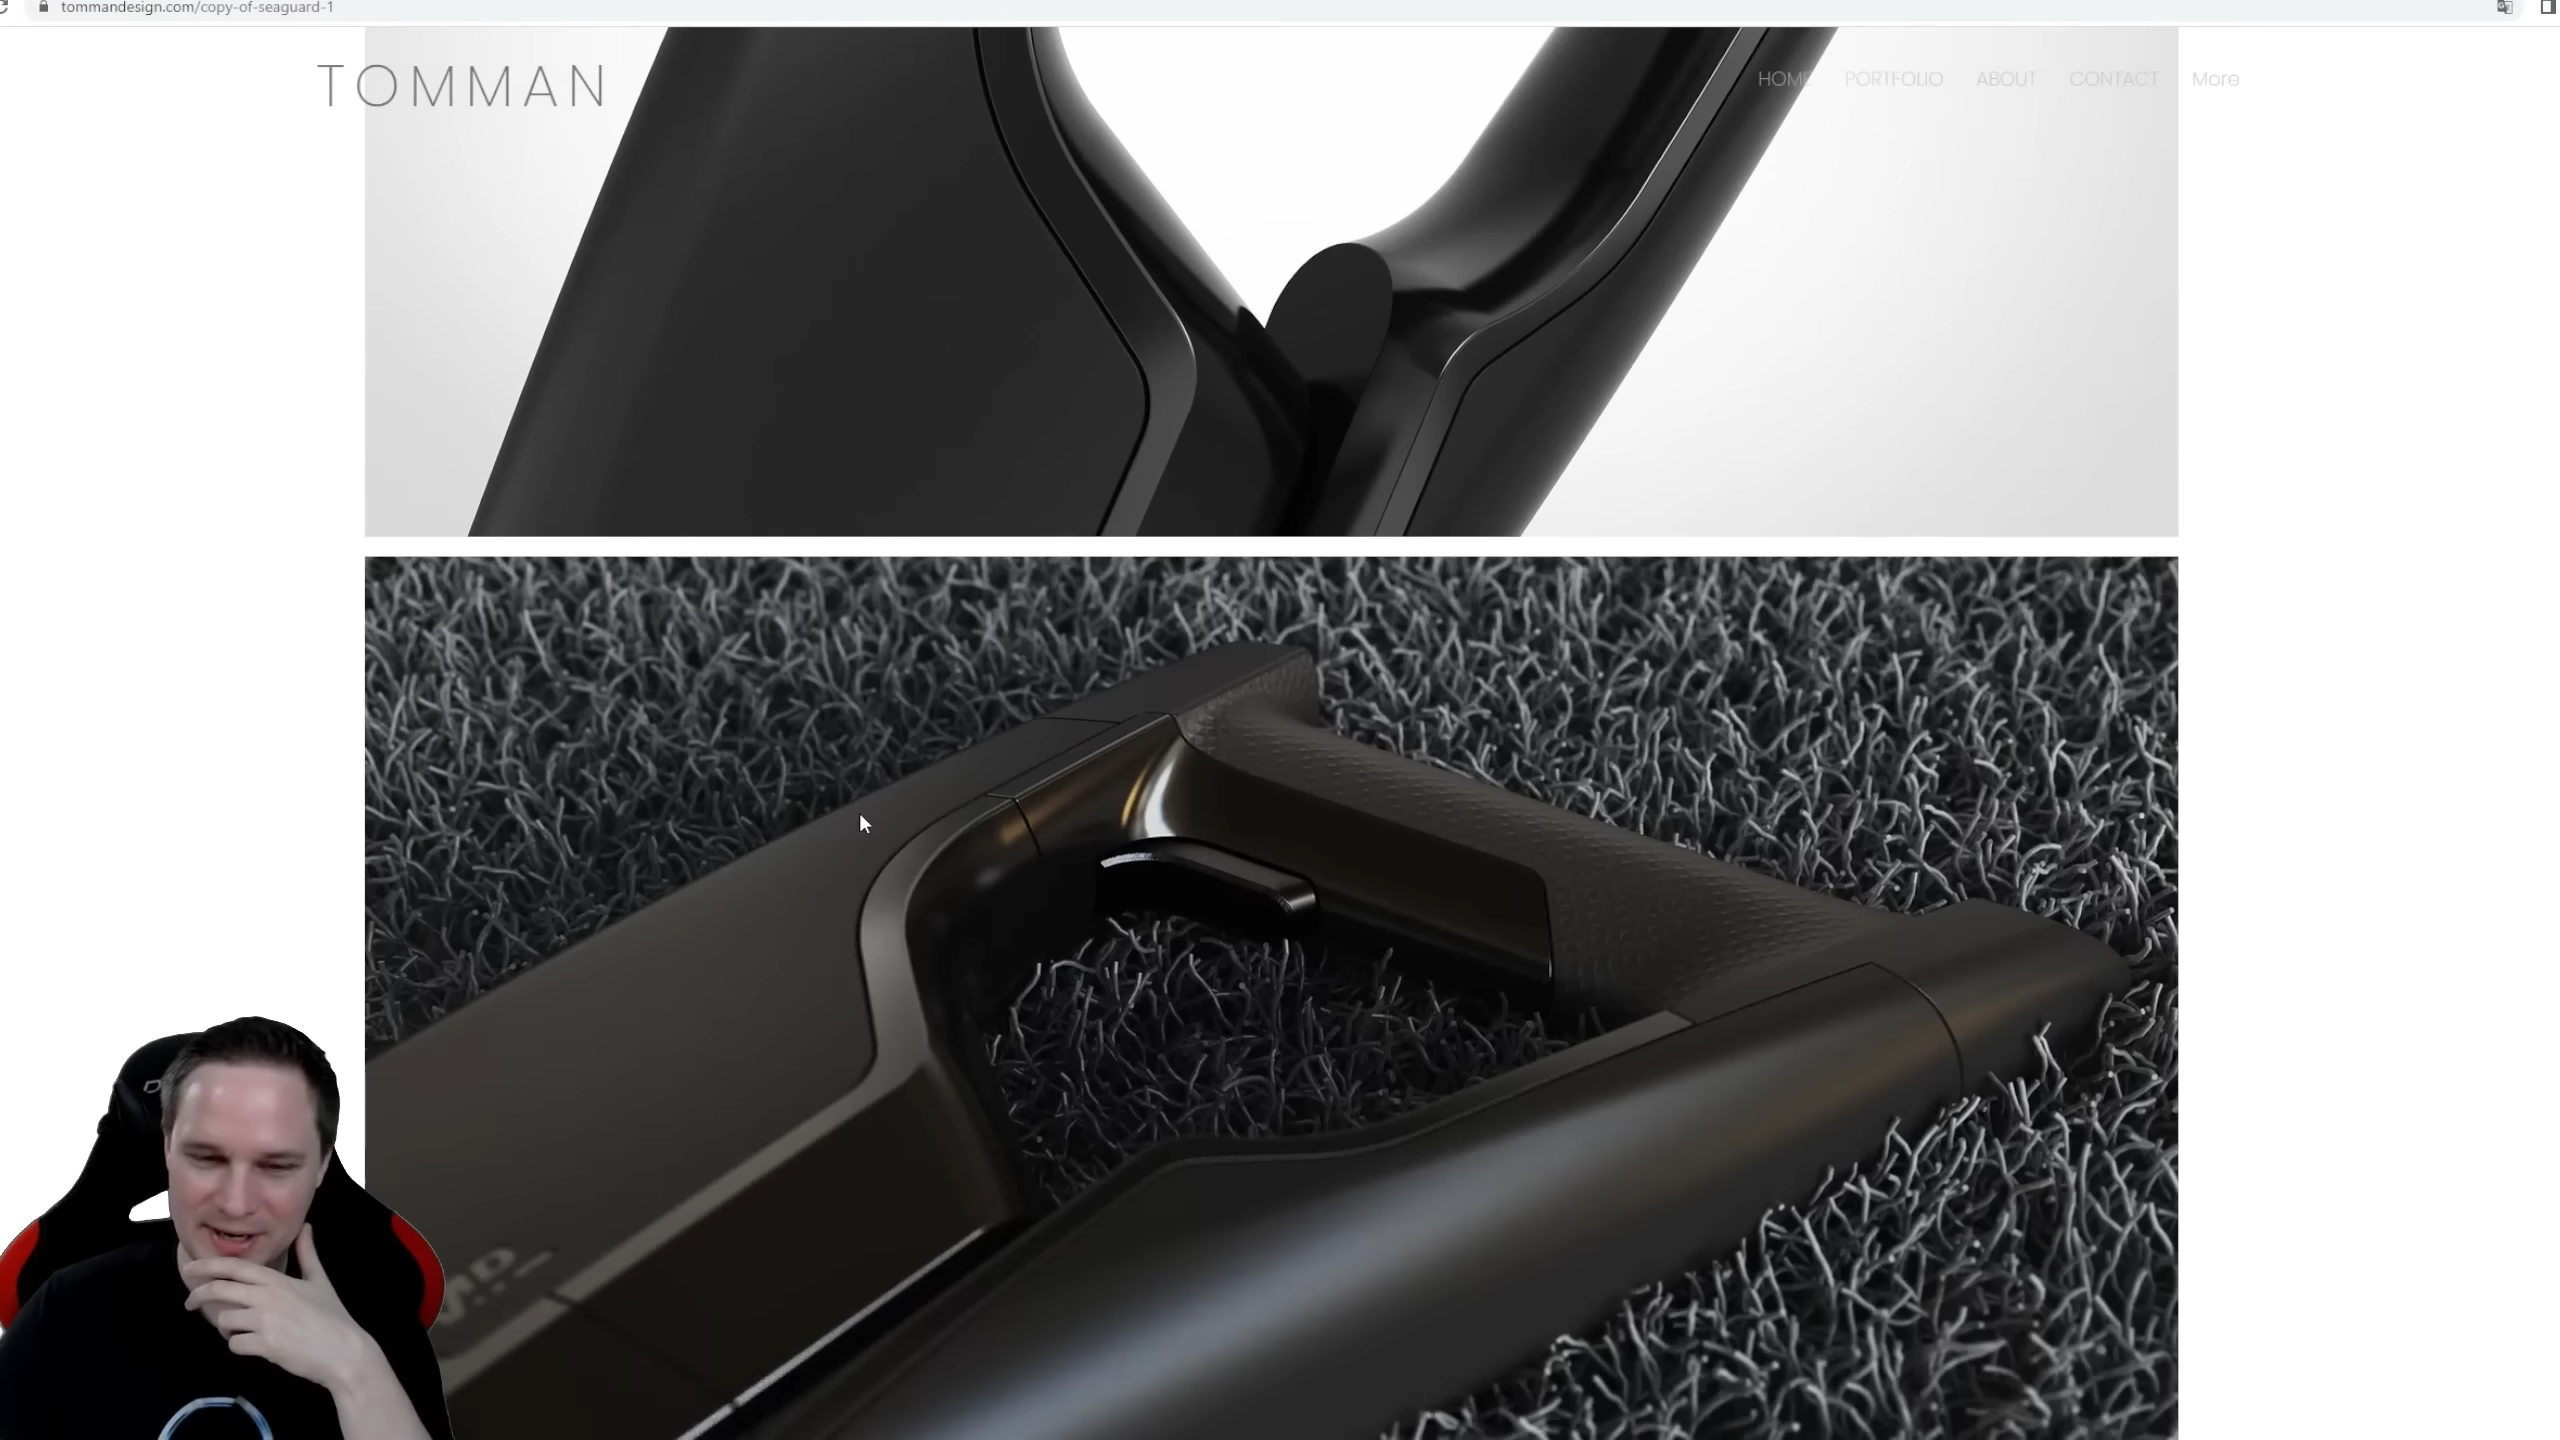 tommandesign.com/copy-of-seaguard-1
TOMMAN
HOME PORTFOLIO ABOUT CONTACT More